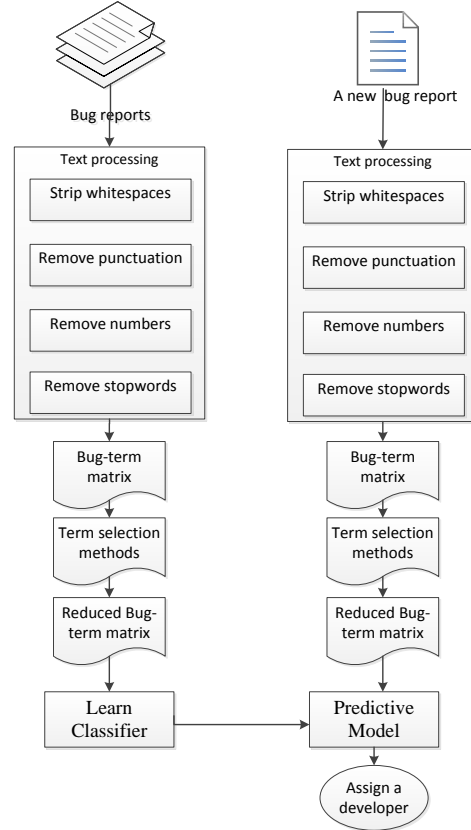 Bug reports
Text processing
Strip whitespaces
Remove punctuation
Remove numbers
Remove stopwords
Bug-term
matrix
Term selection
methods
Reduced Bug-
term matrix
Learn
Classifier
A new bug report
Text processing
Strip whitespaces
Remove punctuation
Remove numbers
Remove stopwords
Bug-term
matrix
Term selection
methods
Reduced Bug-
term matrix
Predictive
Model
Assign a
developer